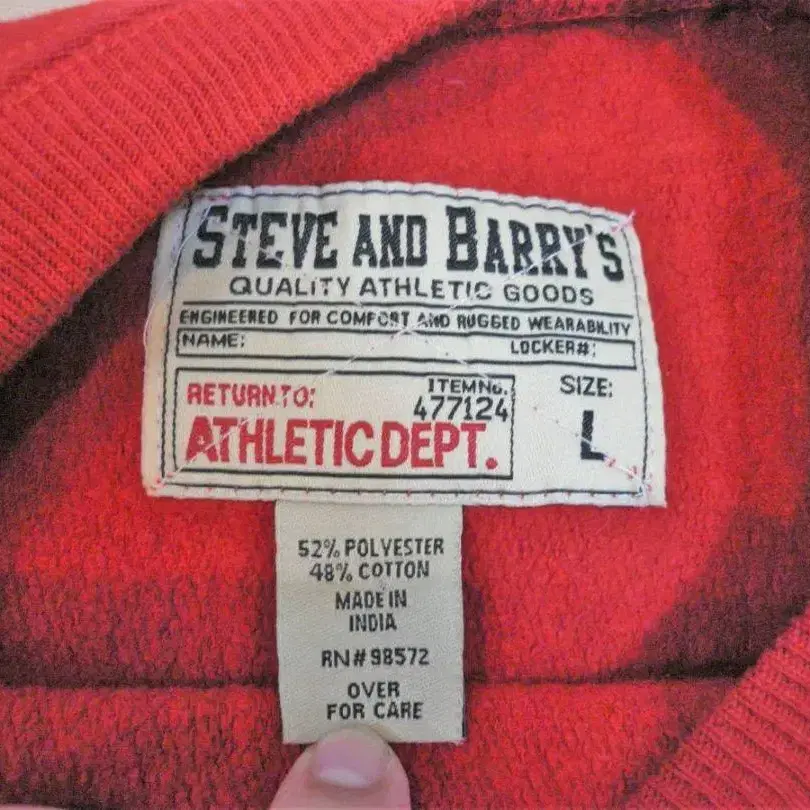 STEVE AND BARRY'S
QUALITY ATHLETIC GOODS
ENGINEERED FOR COMFORT AND RUGGED WEARABILITY
NAME: LOCKER#:
RETURN TO: ITEM No. SIZE:
477124
ATHLETIC DEPT. L
52% POLYESTER
48% COTTON
MADE IN
INDIA
RN# 98572
OVER
FOR CARE